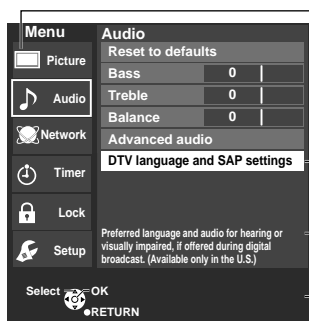 Menu
Audio
Picture
Reset to defaults
Bass 0
Audio
Treble 0
Balance 0
Network
Advanced audio
DTV language and SAP settings
Timer
Lock
Preferred language and audio for hearing or
visually impaired, if offered during digital
broadcast. (Available only in the U.S.)
Setup
Select OK
RETURN